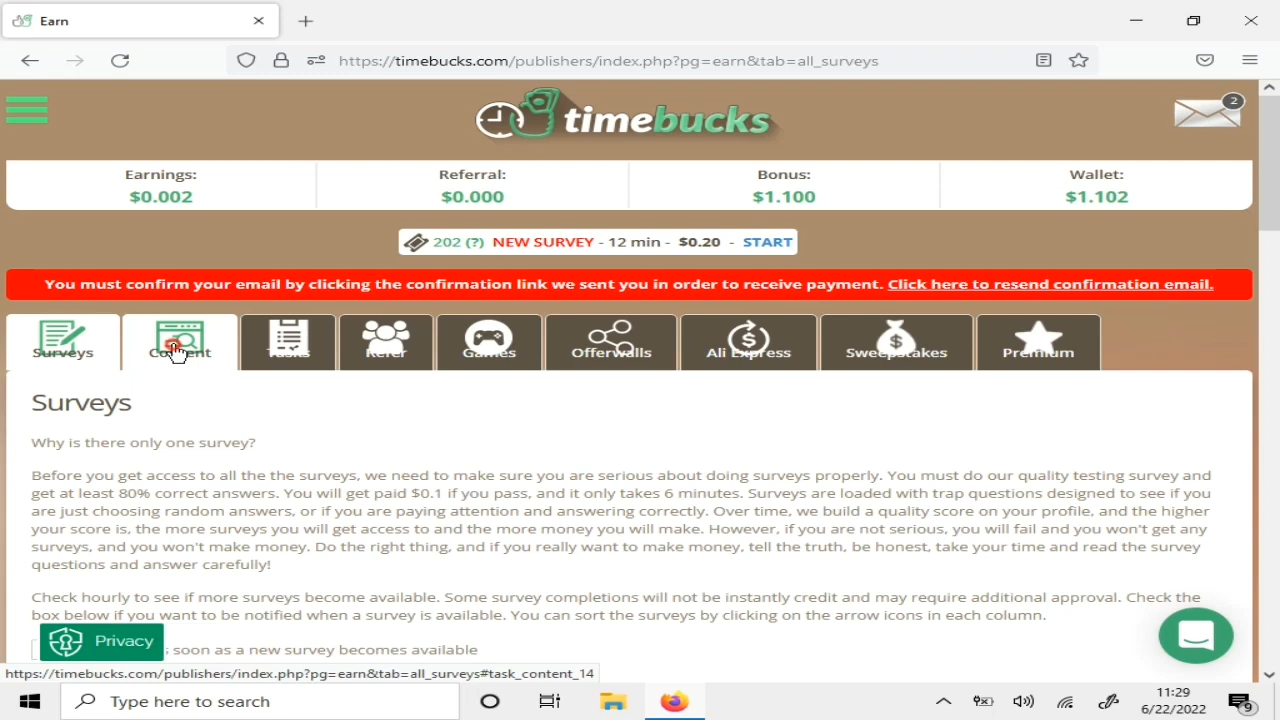 Earn
https://timebucks.com/publishers/index.php?pg=earn&tab=all_surveys
timebucks
2
Earnings:
$0.002
Referral:
$0.000
Bonus:
$1.100
Wallet:
$1.102
202 (?) NEW SURVEY - 12 min - $0.20 - START
You must confirm your email by clicking the confirmation link we sent you in order to receive payment. Click here to resend confirmation email.
Surveys
Content
Tasks
Refer
Games
Offerwalls
Ali Express
Sweepstakes
Premium
Surveys
Why is there only one survey?
Before you get access to all the the surveys, we need to make sure you are serious about doing surveys properly. You must do our quality testing survey and
get at least 80% correct answers. You will get paid $0.1 if you pass, and it only takes 6 minutes. Surveys are loaded with trap questions designed to see if you
are just choosing random answers, or if you are paying attention and answering correctly. Over time, we build a quality score on your profile, and the higher
your score is, the more surveys you will get access to and the more money you will make. However, if you are not serious, you will fail and you won't get any
surveys, and you won't make money. Do the right thing, and if you really want to make money, tell the truth, be honest, take your time and read the survey
questions and answer carefully!
Check hourly to see if more surveys become available. Some survey completions will not be instantly credit and may require additional approval. Check the
box below if you want to be notified when a survey is available. You can sort the surveys by clicking on the arrow icons in each column.
Privacy
soon as a new survey becomes available
https://timebucks.com/publishers/index.php?pg=earn&tab=all_surveys#task_content_14
Type here to search
11:29
6/22/2022
9